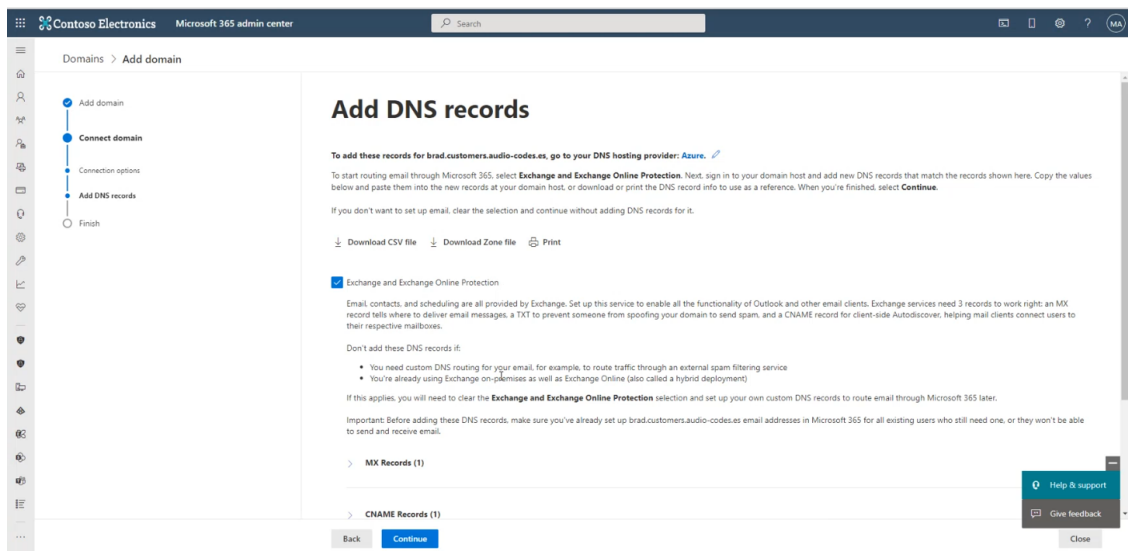 Contoso Electronics Microsoft 365 admin center Search ? MA
Domains > Add domain
Add domain
Connect domain
Connection options
Add DNS records
Finish
Add DNS records
To add these records for brad.customers.audio-codes.es, go to your DNS hosting provider: Azure.
To start routing email through Microsoft 365, select Exchange and Exchange Online Protection. Next, sign in to your domain host and add new DNS records that match the records shown here. Copy the values
below and paste them into the new records at your domain host, or download or print the DNS record info to use as a reference. When you're finished, select Continue.
If you don't want to set up email, clear the selection and continue without adding DNS records for it.
Download CSV file Download Zone file Print
Exchange and Exchange Online Protection
Email, contacts, and scheduling are all provided by Exchange. Set up this service to enable all the functionality of Outlook and other email clients. Exchange services need 3 records to work right: an MX
record tells where to deliver email messages, a TXT to prevent someone from spoofing your domain to send spam, and a CNAME record for client-side Autodiscover, helping mail clients connect users to
their respective mailboxes.
Don't add these DNS records if:
• You need custom DNS routing for your email, for example, to route traffic through an external spam filtering service
• You're already using Exchange on-premises as well as Exchange Online (also called a hybrid deployment)
If this applies, you will need to clear the Exchange and Exchange Online Protection selection and set up your own custom DNS records to route email through Microsoft 365 later.
Important: Before adding these DNS records, make sure you've already set up brad.customers.audio-codes.es email addresses in Microsoft 365 for all existing users who still need one, or they won't be able
to send and receive email.
MX Records (1)
CNAME Records (1)
Help & support
Give feedback
Back Continue Close